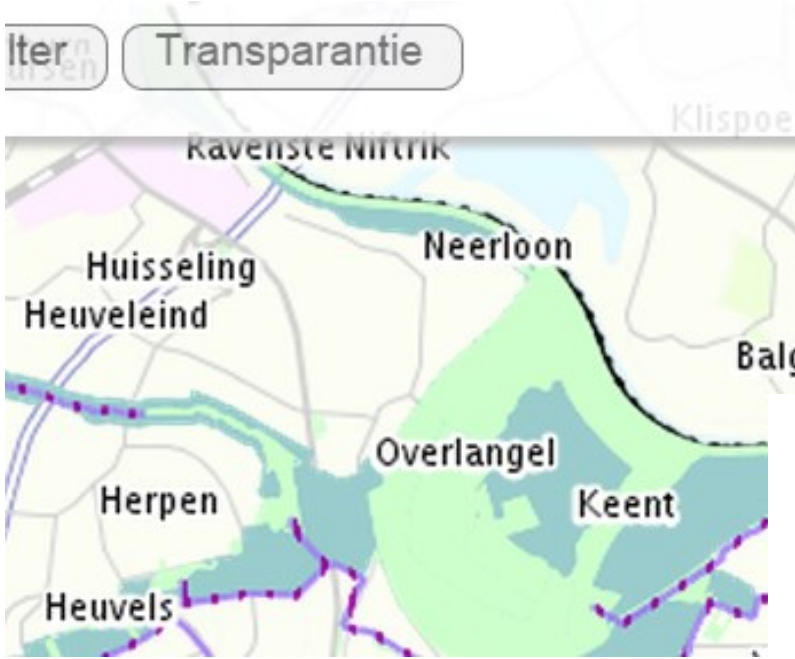 lter
Transparantie
Klispoe
Ravenste Niftrik
Neerloon
Huisseling
Heuveleind
Balg
Overlangel
Herpen
Keent
Heuvels